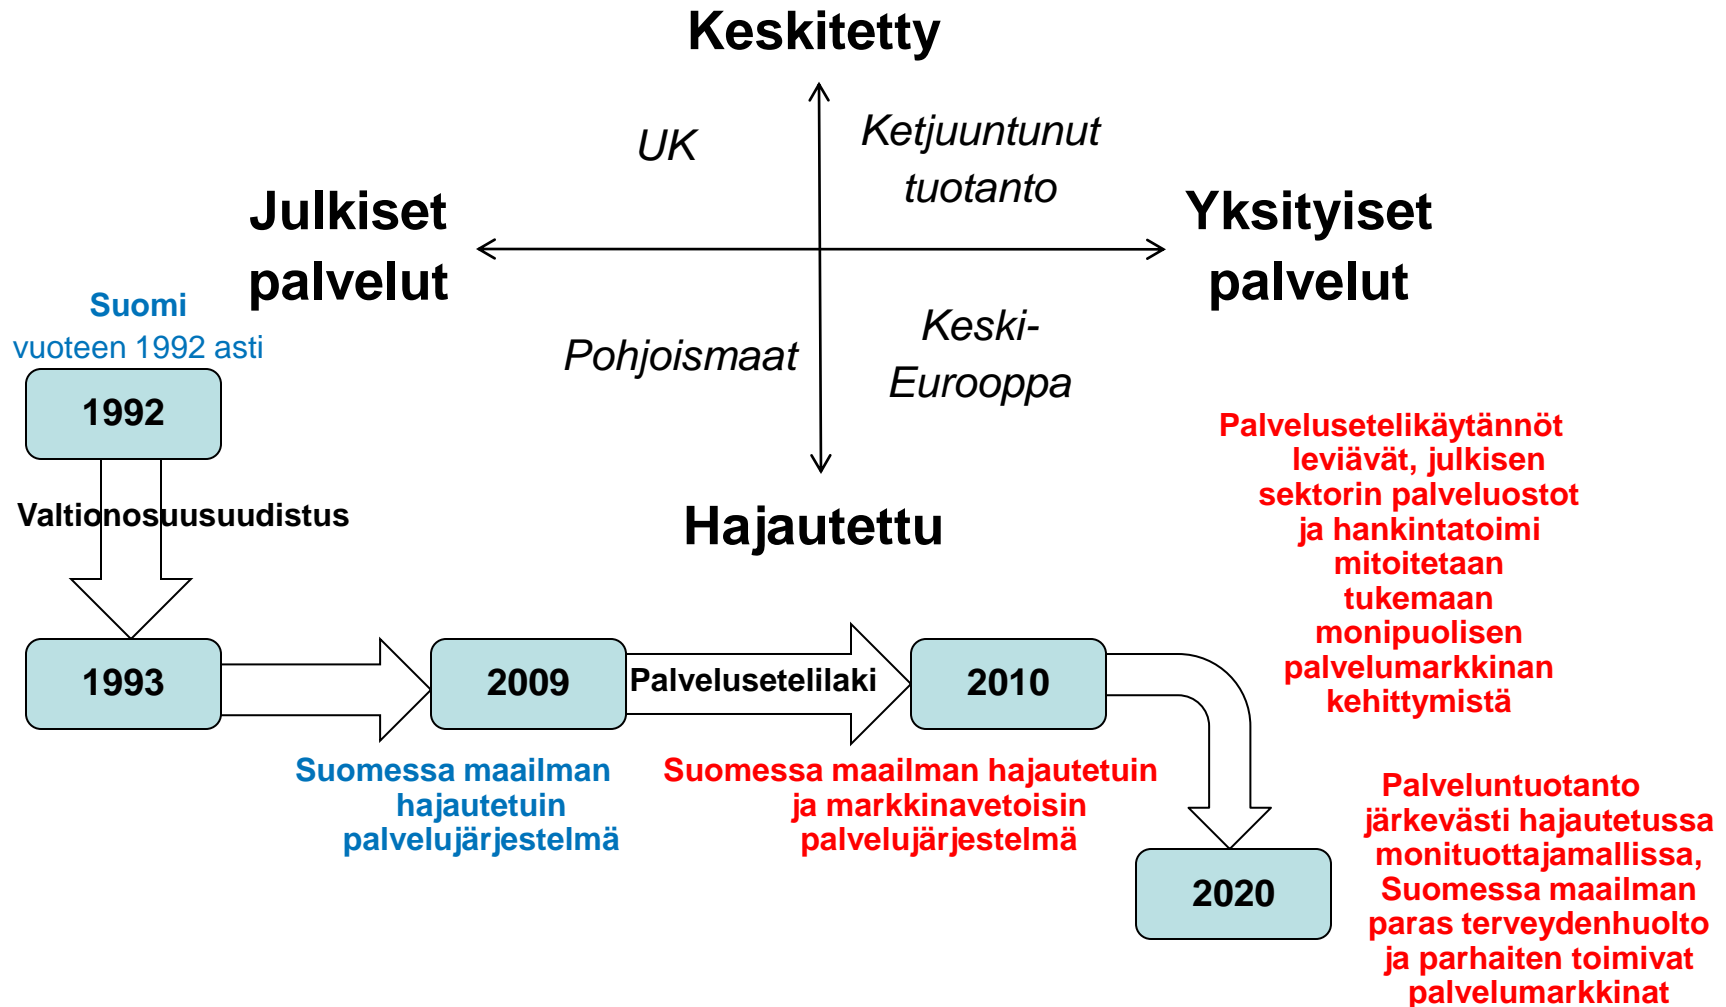 Keskitetty
UK
Ketjuuntunut
tuotanto
Julkiset
palvelut
Yksityiset
palvelut
Pohjoismaat
Keski-
Eurooppa
Hajautettu
Suomi
vuoteen 1992 asti
1992
Valtionosuusuudistus
1993
2009
Palvelusetelilaki
2010
Suomessa maailman
hajautetuin
palvelujärjestelmä
Suomessa maailman hajautetuin
ja markkinavetoisin
palvelujärjestelmä
Palvelusetelikäytännöt
leviävät, julkisen
sektorin palveluostot
ja hankintatoimi
mitoitetaan
tukemaan
monipuolisen
palvelumarkkinan
kehittymistä
2020
Palveluntuotanto
järkevästi hajautetussa
monituottajamallissa,
Suomessa maailman
paras terveydenhuolto
ja parhaiten toimivat
palvelumarkkinat